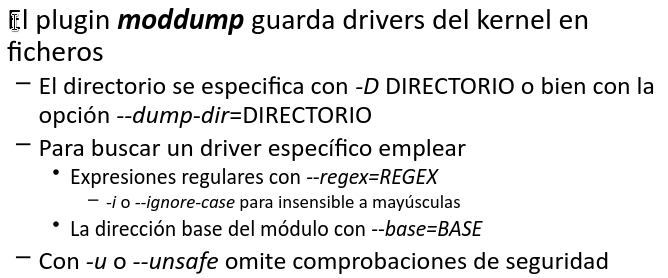 El plugin moddump guarda drivers del kernel en
ficheros
– El directorio se especifica con -D DIRECTORIO o bien con la
opción --dump-dir=DIRECTORIO
– Para buscar un driver específico emplear
• Expresiones regulares con --regex=REGEX
– -i o --ignore-case para insensible a mayúsculas
• La dirección base del módulo con --base=BASE
– Con -u o --unsafe omite comprobaciones de seguridad